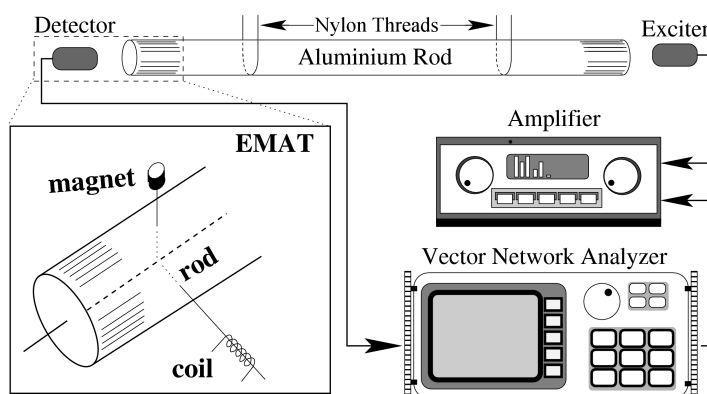 Detector
Nylon Threads
Exciter
Aluminium Rod
EMAT
magnet
rod
coil
Amplifier
Vector Network Analyzer